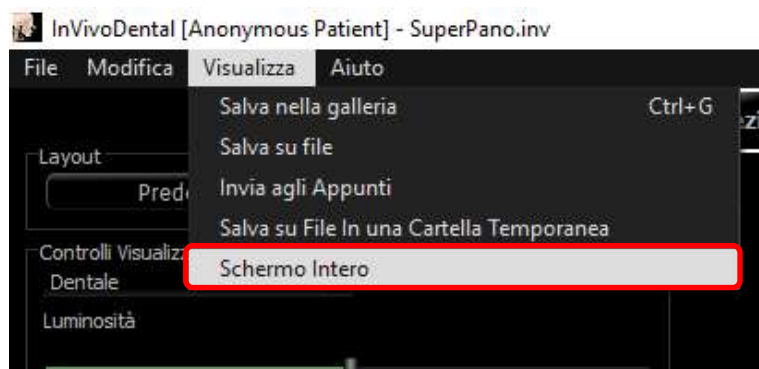 InVivoDental [Anonymous Patient] - SuperPano.inv
File Modifica Visualizza Aiuto
Salva nella galleria Ctrl+G
Salva su file
Layout
Invia agli Appunti
Salva su File In una Cartella Temporanea
Controlli
Schermo Intero
Dentale
Luminosità